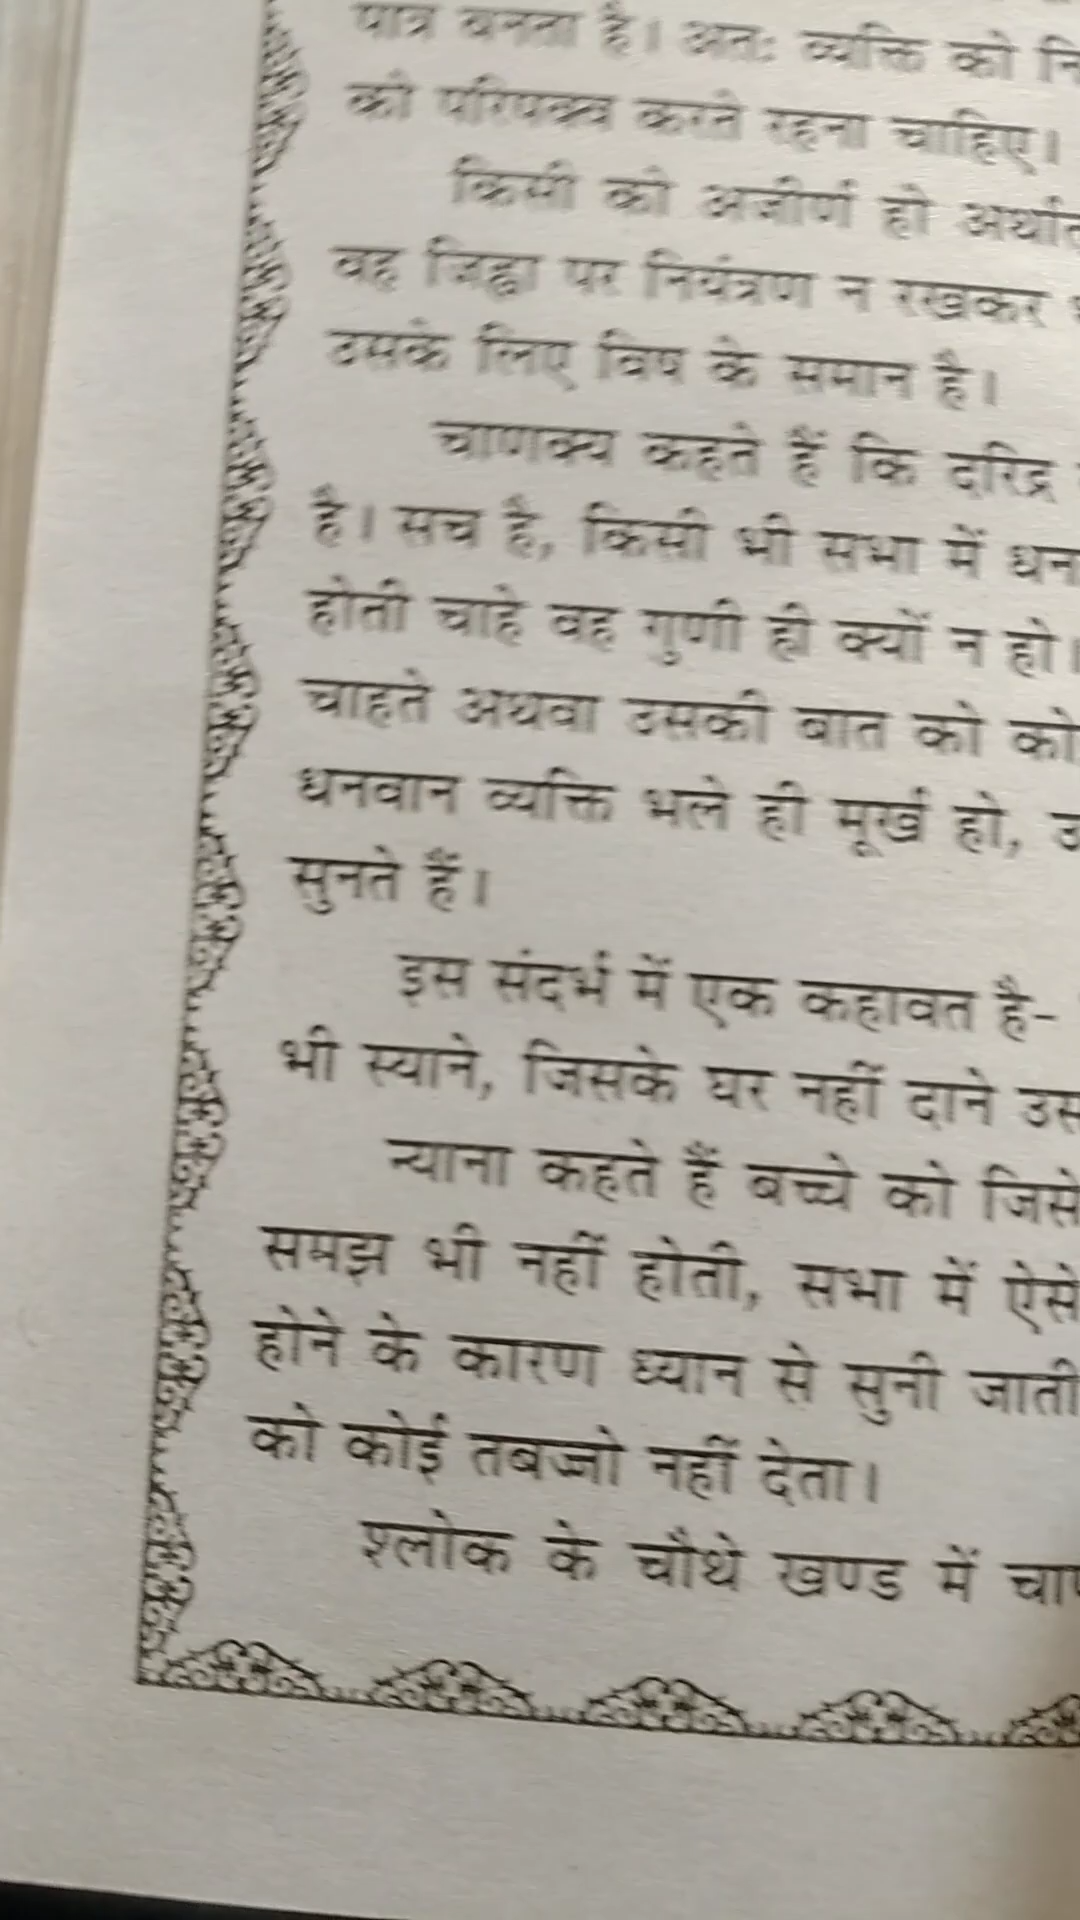 पात्र बनता है। अतः व्यक्ति को नि
को परिपक्व करते रहना चाहिए।
किसी को अजीर्ण हो अर्थात
वह जिह्वा पर नियंत्रण न रखकर
उसके लिए विष के समान है।
चाणक्य कहते हैं कि दरिद्र
है। सच है, किसी भी सभा में धन
होती चाहे वह गुणी ही क्यों न हो।
चाहते अथवा उसकी बात को को
धनवान व्यक्ति भले ही मूर्ख हो, उ
सुनते हैं।
इस संदर्भ में एक कहावत है-
भी स्याने, जिसके घर नहीं दाने उस
न्याना कहते हैं बच्चे को जिसे
समझ भी नहीं होती, सभा में ऐसे
होने के कारण ध्यान से सुनी जाती
को कोई तबज्जो नहीं देता।
श्लोक के चौथे खण्ड में चाण